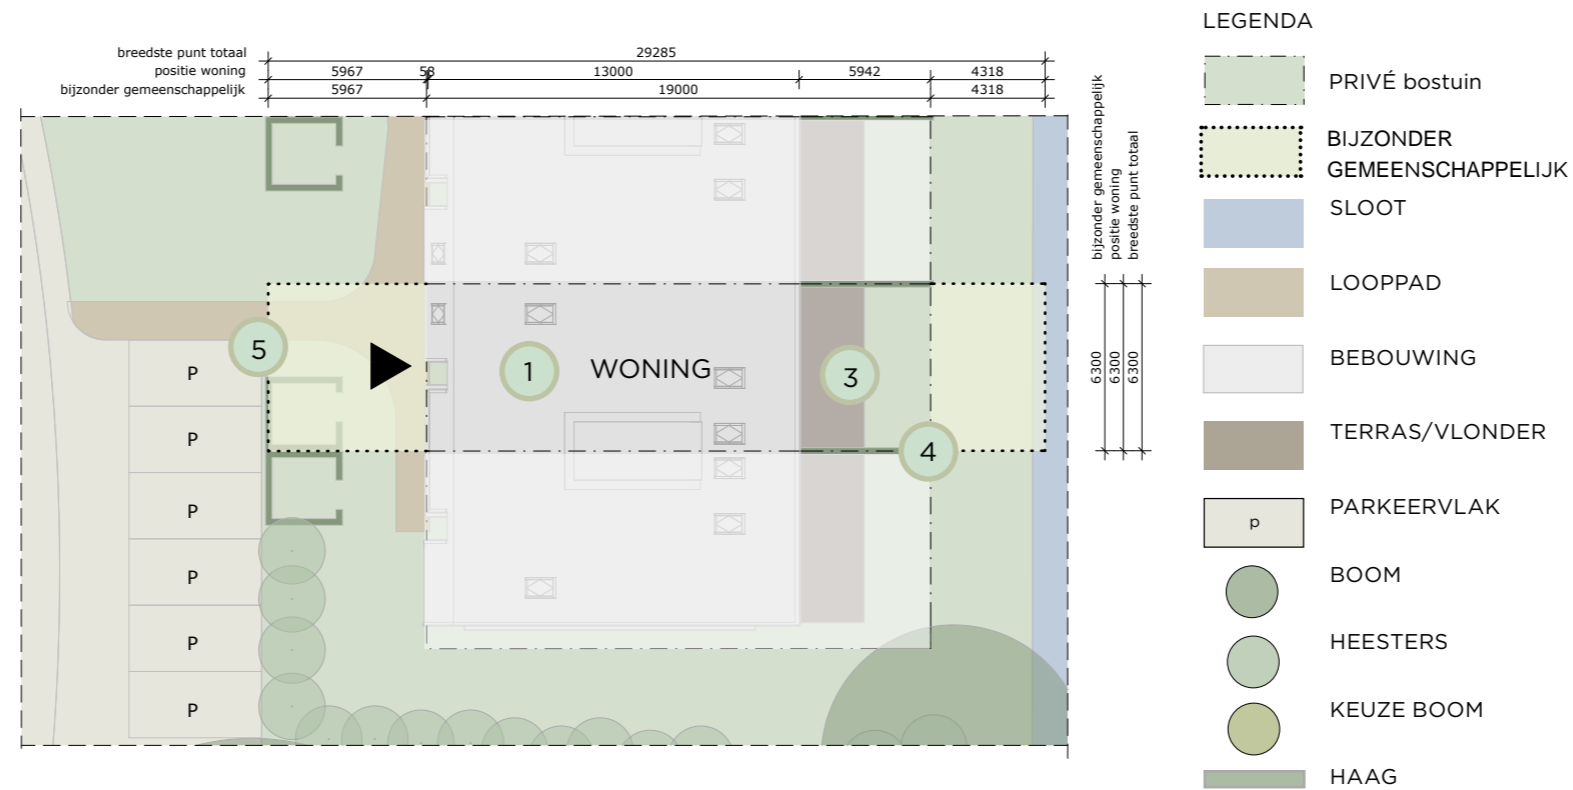 breedste punt totaal 29285
positie woning 5967 58 13000 5942 4318
bijzonder gemeenschappelijk 5967 19000 4318
bijzonder gemeenschappelijk
positie woning
breedste punt totaal
6300
6300
6300
5
1
WONING
3
4
P
P
P
P
P
P
LEGENDA
PRIVÉ bostuin
BIJZONDER
GEMEENSCHAPPELIJK
SLOOT
LOOPPAD
BEBOUWING
TERRAS/VLONDER
p
PARKEERVLAK
BOOM
HEESTERS
KEUZE BOOM
HAAG